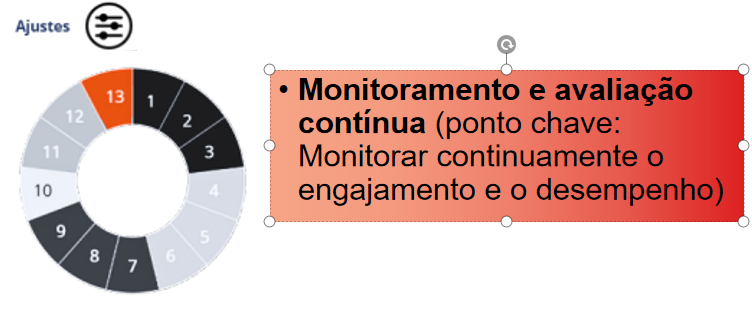 Ajustes
13
1
2
3
4
5
6
7
8
9
10
11
12
• Monitoramento e avaliação
contínua (ponto chave:
Monitorar continuamente o
engajamento e o desempenho)